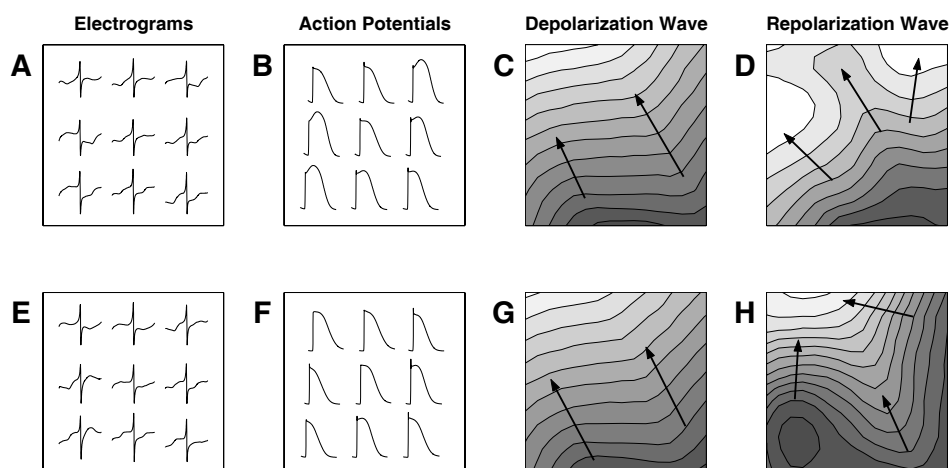 Electrograms
Action Potentials
Depolarization Wave
Repolarization Wave
A
B
C
D
E
F
G
H